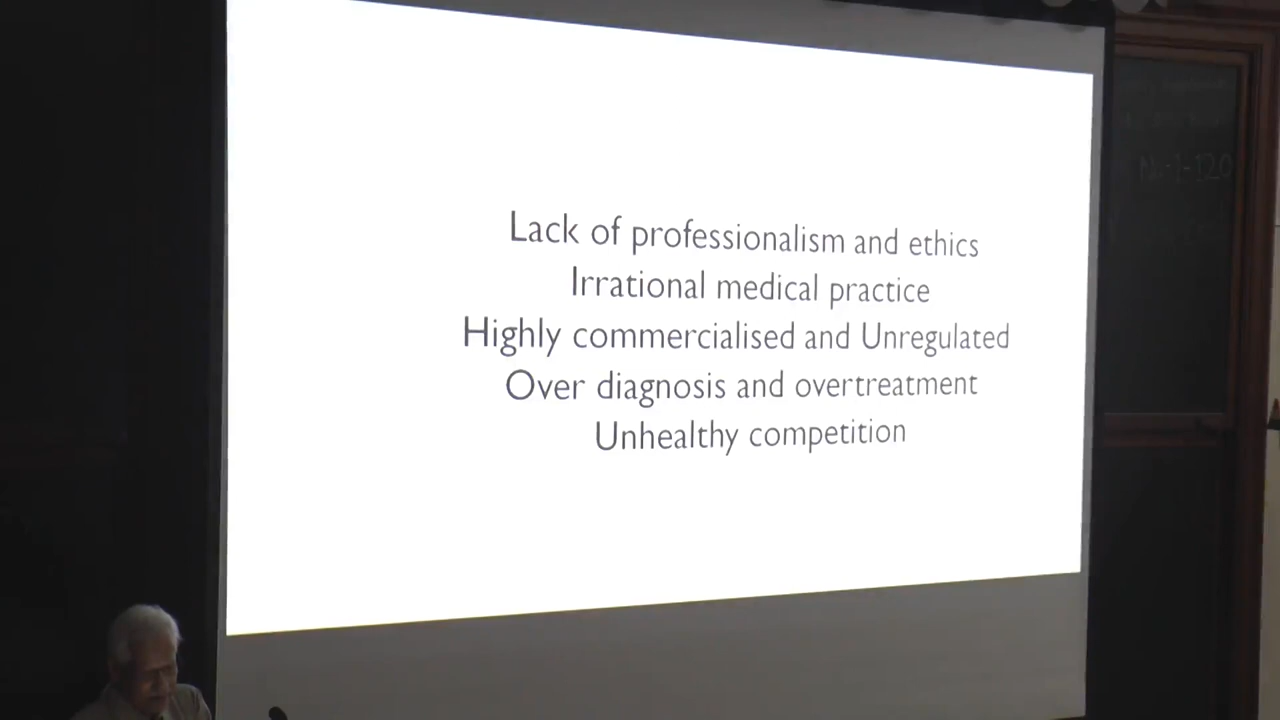 Lack of professionalism and ethics
Irrational medical practice
Highly commercialised and Unregulated
Over diagnosis and overtreatment
Unhealthy competition